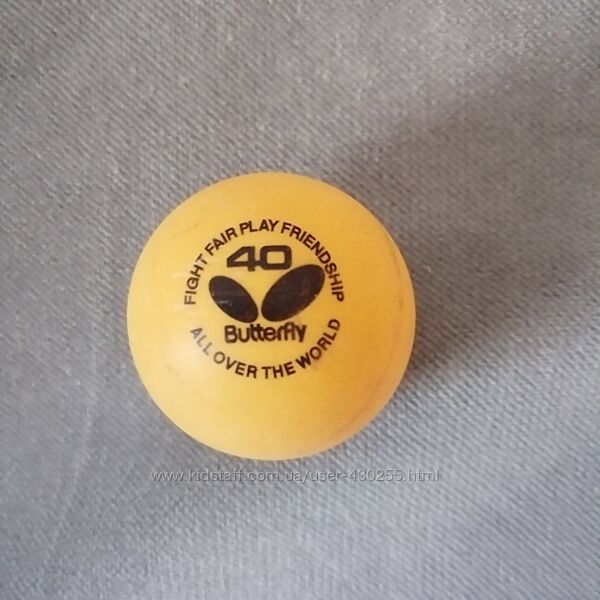 FIGHT FAIR PLAY FRIENDSHIP
40
Butterfly
ALL OVER THE WORLD
www.kidstaff.com.ua/user-430255.html